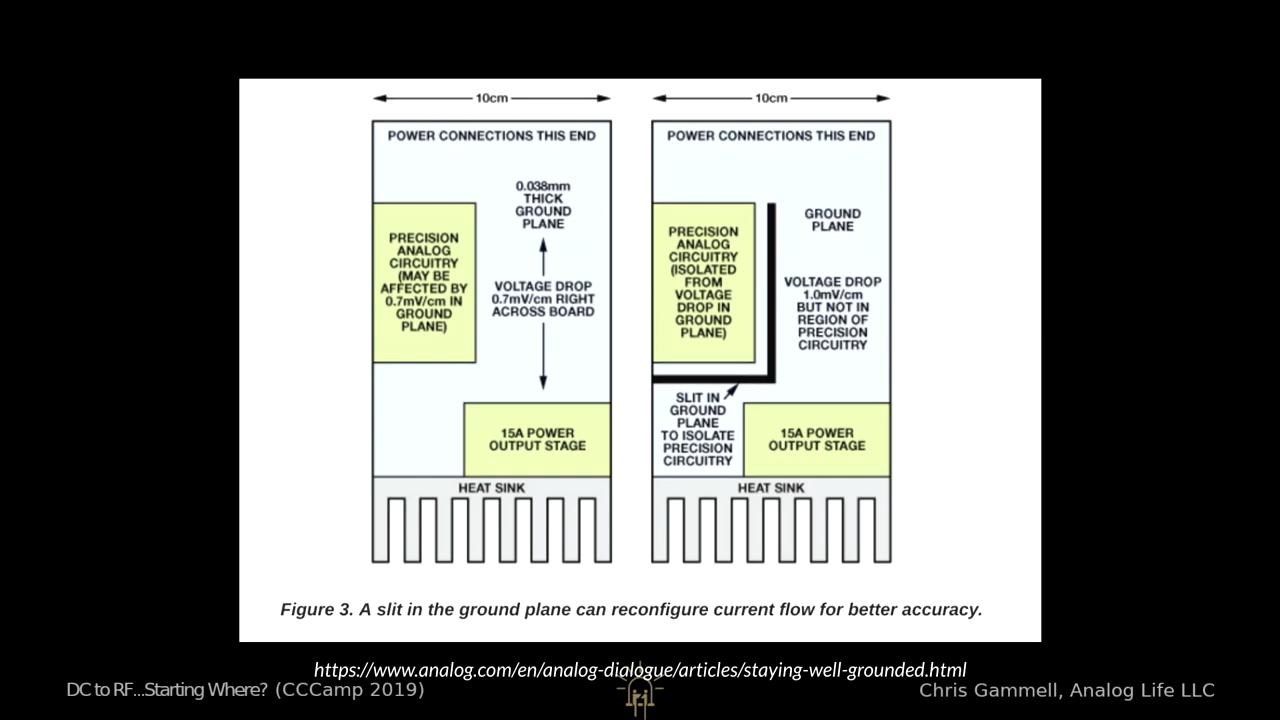 10cm
POWER CONNECTIONS THIS END
0.038mm
THICK
GROUND
PLANE
PRECISION
ANALOG
CIRCUITRY
(MAY BE
AFFECTED BY
0.7mV/cm IN
GROUND
PLANE)
VOLTAGE DROP
0.7mV/cm RIGHT
ACROSS BOARD
15A POWER
OUTPUT STAGE
HEAT SINK
10cm
POWER CONNECTIONS THIS END
PRECISION
ANALOG
CIRCUITRY
(ISOLATED
FROM
VOLTAGE
DROP IN
GROUND
PLANE)
GROUND
PLANE
VOLTAGE DROP
1.0mV/cm
BUT NOT IN
REGION OF
PRECISION
CIRCUITRY
SLIT IN
GROUND
PLANE
TO ISOLATE
PRECISION
CIRCUITRY
15A POWER
OUTPUT STAGE
HEAT SINK
Figure 3. A slit in the ground plane can reconfigure current flow for better accuracy.
https://www.analog.com/en/analog-dialogue/articles/staying-well-grounded.html
DC to RF...Starting Where? (CCCamp 2019)
Chris Gammell, Analog Life LLC